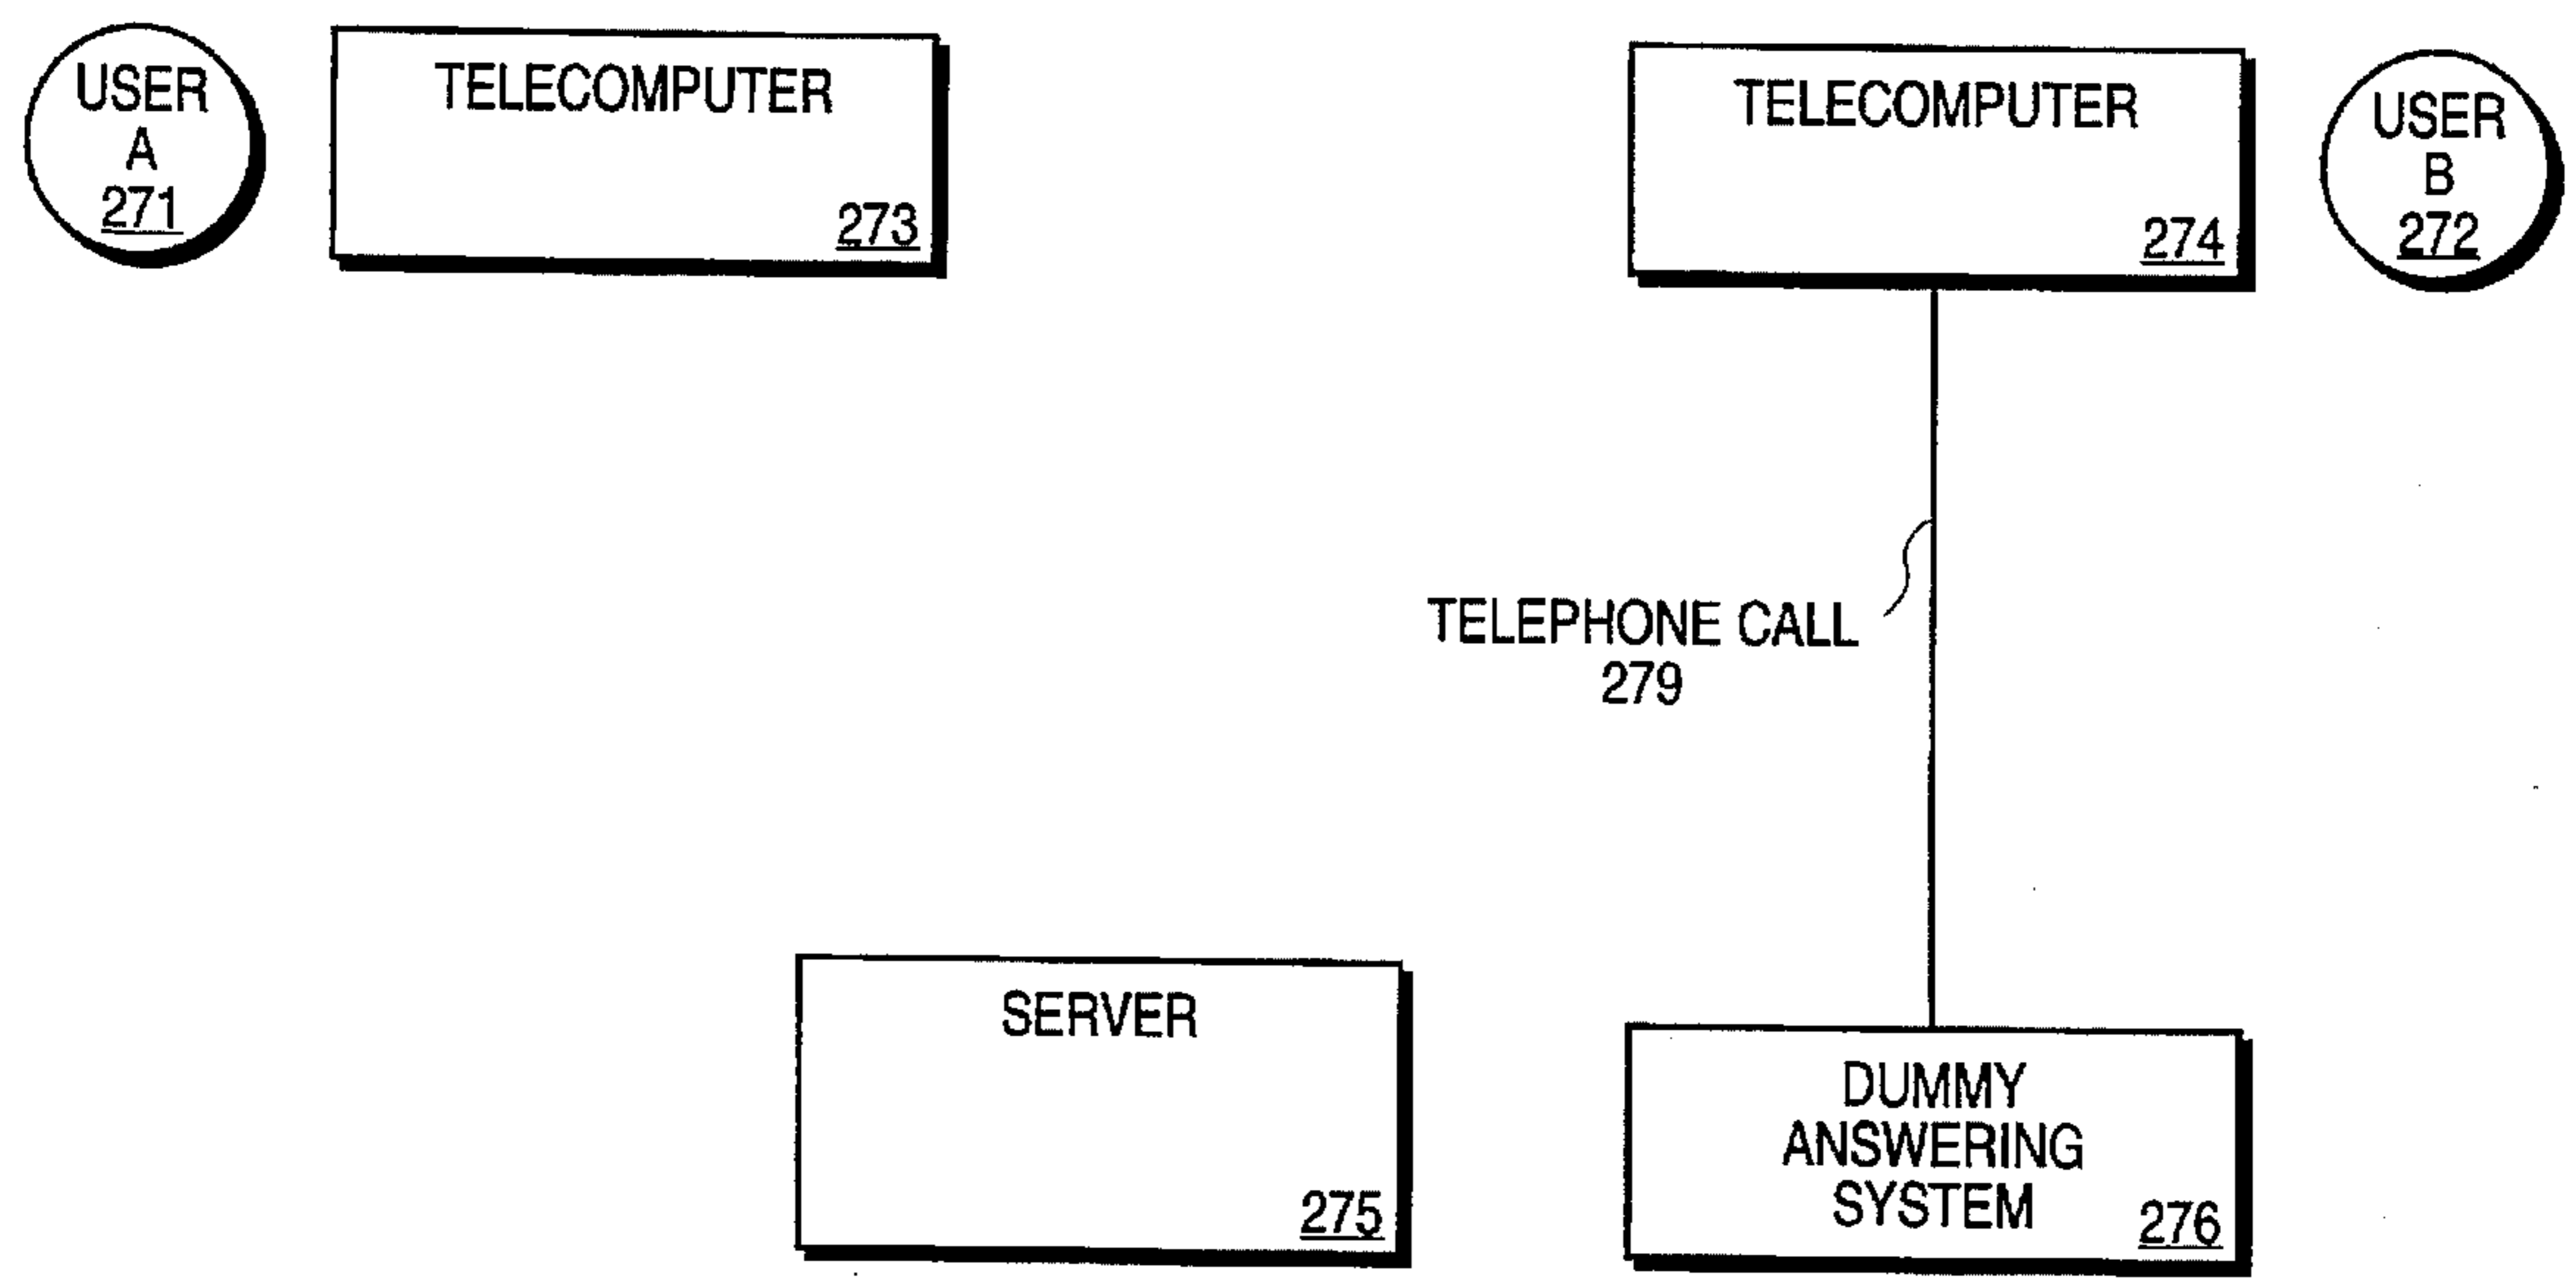 USER
A
271
TELECOMPUTER
273
TELECOMPUTER
274
USER
B
272
TELEPHONE CALL
279
SERVER
275
DUMMY
ANSWERING
SYSTEM
276